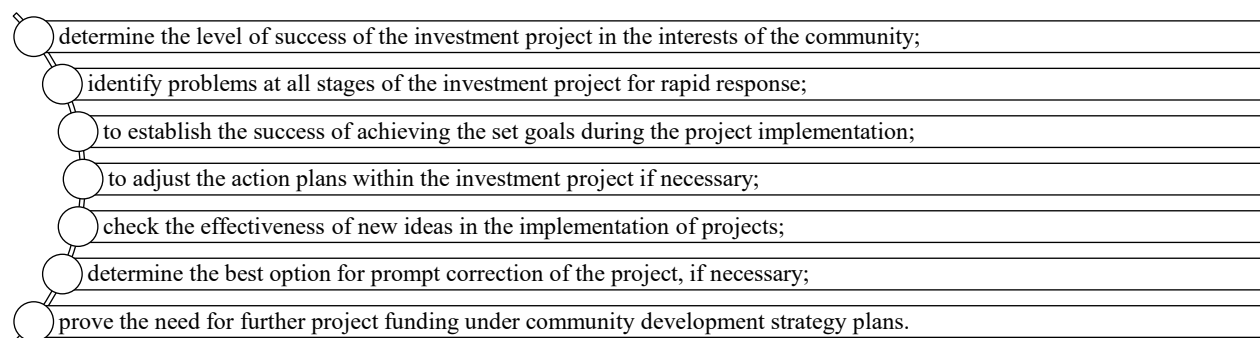 determine the level of success of the investment project in the interests of the community;
identify problems at all stages of the investment project for rapid response;
to establish the success of achieving the set goals during the project implementation;
to adjust the action plans within the investment project if necessary;
check the effectiveness of new ideas in the implementation of projects;
determine the best option for prompt correction of the project, if necessary;
prove the need for further project funding under community development strategy plans.